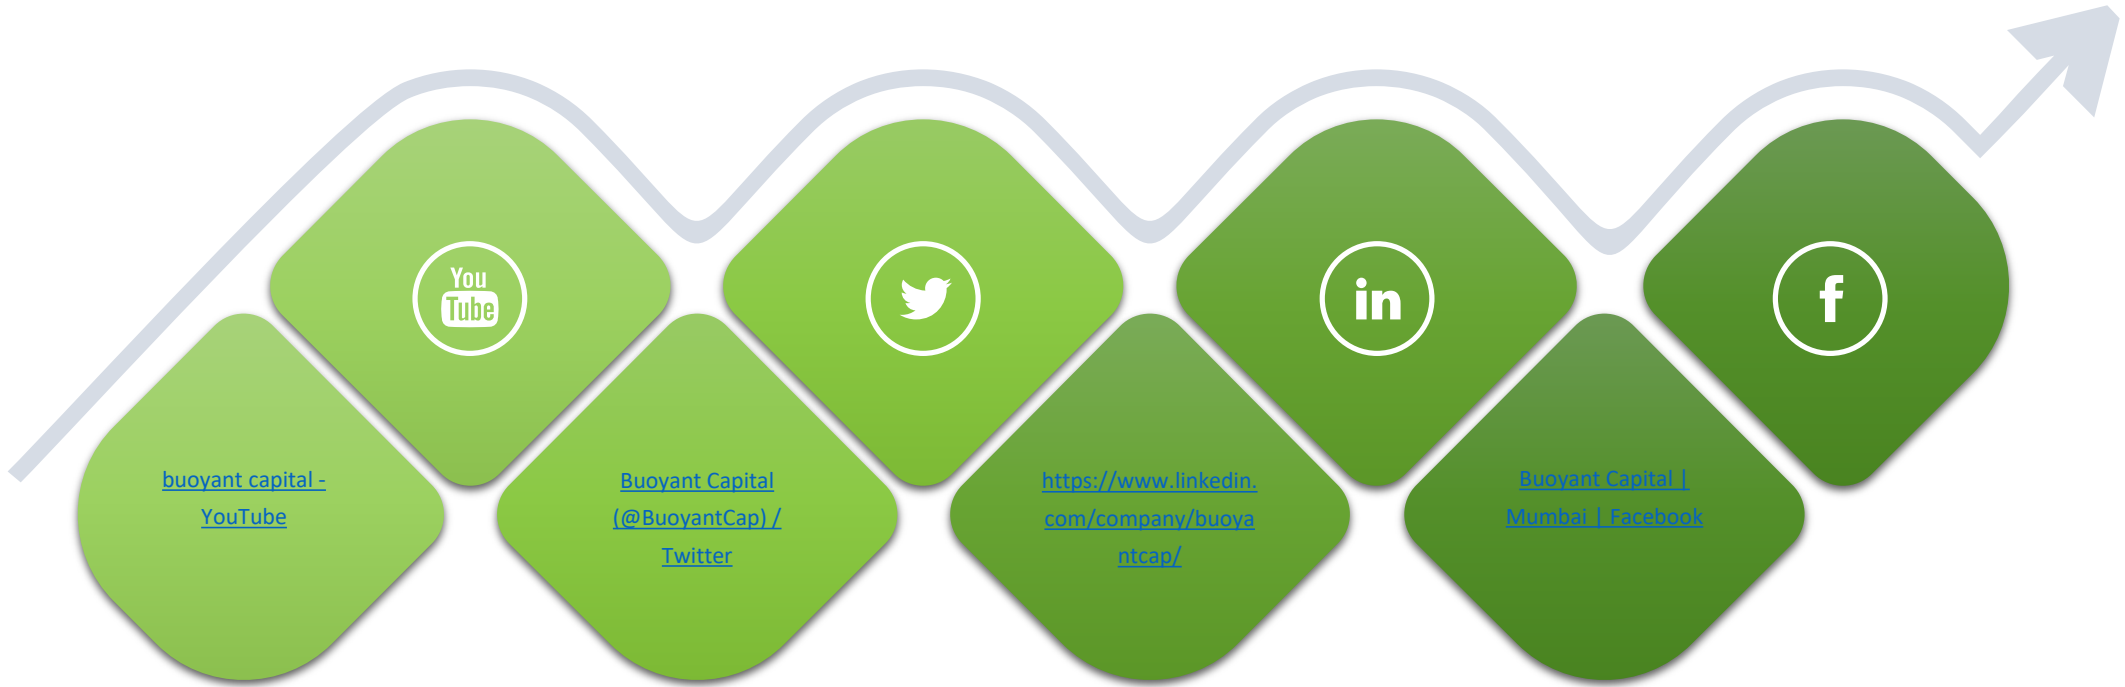 You
Tube
in
f
buoyant capital -
YouTube
Buoyant Capital
(@BuoyantCap) /
Twitter
https://www.linkedin.
com/company/buoya
ntcap/
Buoyant Capital |
Mumbai | Facebook